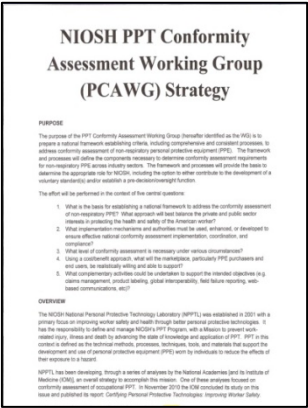 NIOSH PPT Conformity
Assessment Working Group
(PCAWG) Strategy
PURPOSE
The purpose of the PPT Conformity Assessment Working Group (hereafter identified as the WG) is to
prepare a national framework establishing criteria, including comprehensive and consistent processes, to
address conformity assessment of non-respiratory personal protective equipment (PPE). The framework
and processes will define the components necessary to determine conformity assessment requirements
for non-respiratory PPE across industry sectors. The framework and processes will provide the basis to
determine the appropriate role for NIOSH, including the option to either contribute to the development of a
voluntary standard(s) and/or establish a pre-decision/oversight function.
The effort will be performed in the context of five central questions:
1. What is the basis for establishing a national framework to address the conformity assessment
of non-respiratory PPE? What approach will best balance the private and public sector
interests in protecting the health and safety of the American worker?
2. What implementation mechanisms and authorities must be used, enhanced, or developed to
ensure effective national conformity assessment implementation, coordination, and
compliance?
3. What level of conformity assessment is necessary under various circumstances?
4. Using a cost/benefit approach, what will the marketplace, particularly PPE purchasers and
end users, be realistically willing and able to support?
5. What complementary activities could be undertaken to support the intended objectives (e.g.
claims management, product labeling, global interoperability, field failure reporting, web-
based communications, etc)?
OVERVIEW
The NIOSH National Personal Protective Technology Laboratory (NPPTL) was established in 2001 with a
primary focus on improving worker safety and health through better personal protective technologies. It
has the responsibility to define and manage NIOSH's PPT Program, with a Mission to prevent work-
related injury, illness and death by advancing the state of knowledge and application of PPT. PPT in this
context is defined as the technical methods, processes, techniques, tools, and materials that support the
development and use of personal protective equipment (PPE) worn by individuals to reduce the effects of
their exposure to a hazard.
NPPTL has been developing, through a series of analyses by the National Academies [and its Institute of
Medicine (IOM)], an overall strategy to accomplish this mission. One of these analyses focused on
conformity assessment of occupational PPT. In November 2010 the IOM concluded its study on this
issue and published its report: Certifying Personal Protective Technologies: Improving Worker Safety.